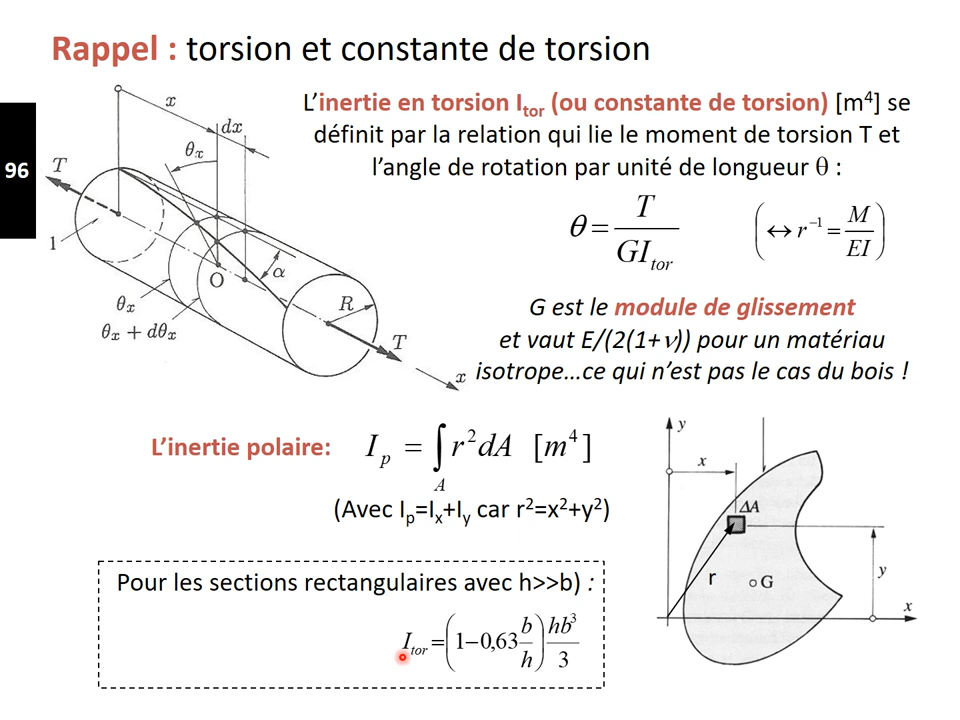 Rappel : torsion et constante de torsion
96
L’inertie en torsion Itor (ou constante de torsion) [m⁴] se
définit par la relation qui lie le moment de torsion T et
l’angle de rotation par unité de longueur θ :
θ = T / GItor
(↔ r⁻¹ = M / EI)
G est le module de glissement
et vaut E/(2(1+ν)) pour un matériau
isotrope...ce qui n’est pas le cas du bois !
x
dx
θx
T
1
O
α
R
θx
θx + dθx
T
x
L’inertie polaire: Ip = ∫A r²dA [m⁴]
(Avec Ip=Ix+Iy car r²=x²+y²)
y
x
ΔA
r
G
y
x
Pour les sections rectangulaires avec h>>b) :
Itor = (1−0,63 b/h) hb³/3